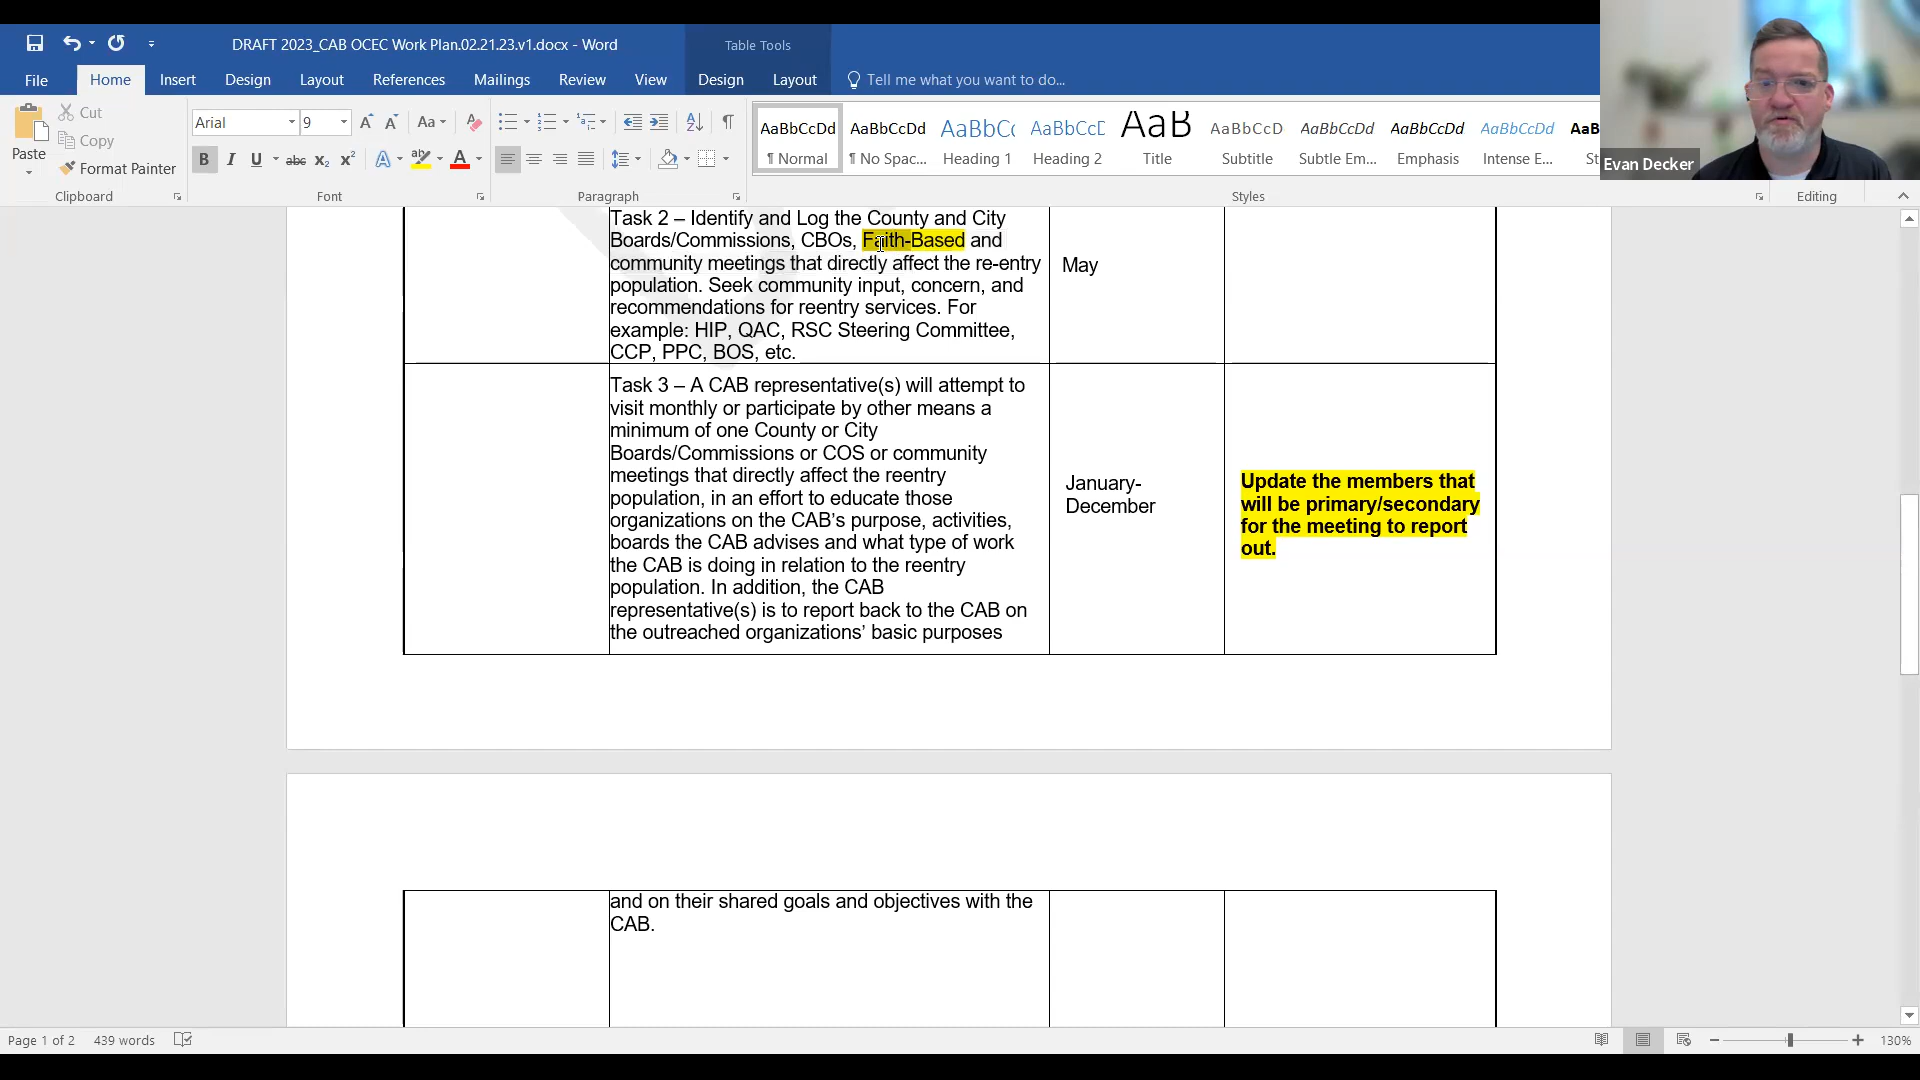 DRAFT 2023_CAB OCEC Work Plan.02.21.23.v1.docx - Word
Table Tools
File Home Insert Design Layout References Mailings Review View Design Layout Tell me what you want to do...
Cut
Copy
Format Painter
Paste
Arial 9
Aa
B I U abc X₂ X² A A
AaBbCcDd AaBbCcDd AaBbCc AaBbCcD AaB AaBbCcD AaBbCcDd AaBbCcDd AaBbCcDd AaBb
¶ Normal ¶ No Spac... Heading 1 Heading 2 Title Subtitle Subtle Em... Emphasis Intense E... St
Evan Decker
Clipboard Font Paragraph Styles Editing
Task 2 – Identify and Log the County and City
Boards/Commissions, CBOs, Faith-Based and
community meetings that directly affect the re-entry
population. Seek community input, concern, and
recommendations for reentry services. For
example: HIP, QAC, RSC Steering Committee,
CCP, PPC, BOS, etc.
May
Task 3 – A CAB representative(s) will attempt to
visit monthly or participate by other means a
minimum of one County or City
Boards/Commissions or COS or community
meetings that directly affect the reentry
population, in an effort to educate those
organizations on the CAB’s purpose, activities,
boards the CAB advises and what type of work
the CAB is doing in relation to the reentry
population. In addition, the CAB
representative(s) is to report back to the CAB on
the outreached organizations’ basic purposes
January-
December
Update the members that
will be primary/secondary
for the meeting to report
out.
and on their shared goals and objectives with the
CAB.
Page 1 of 2 439 words
130%